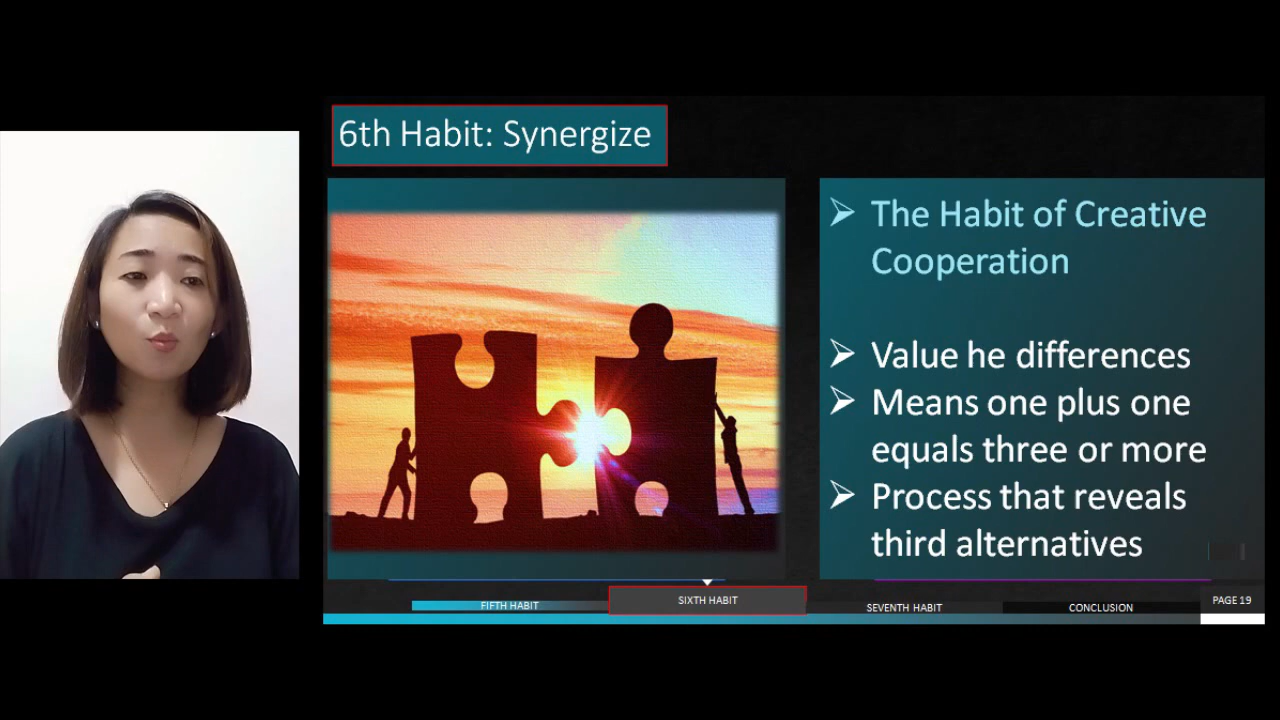 6th Habit: Synergize
The Habit of Creative
Cooperation
Value he differences
Means one plus one
equals three or more
Process that reveals
third alternatives
FIFTH HABIT
SIXTH HABIT
SEVENTH HABIT
CONCLUSION
PAGE 19